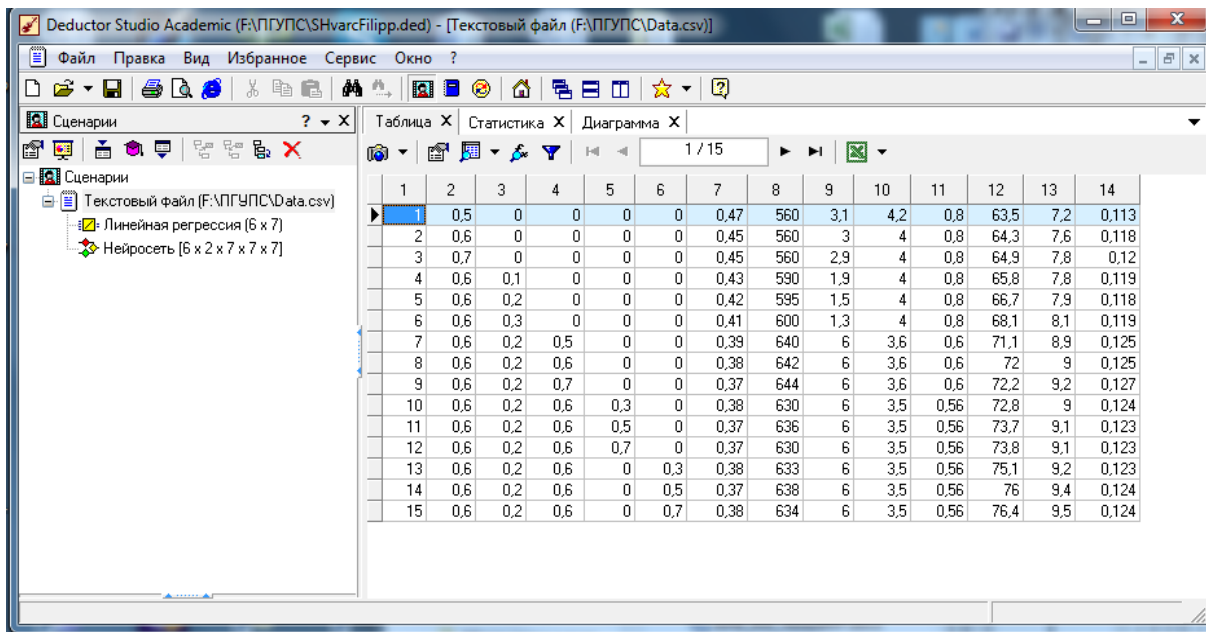 Deductor Studio Academic (F:\ПГУПС\SHvarcFilipp.ded) - [Текстовый файл (F:\ПГУПС\Data.csv)]
Файл Правка Вид Избранное Сервис Окно ?
Сценарии ?
Таблица X Статистика X Диаграмма X
1 / 15
Сценарии
Текстовый файл (F:\ПГУПС\Data.csv)
Линейная регрессия (6 x 7)
Нейросеть [6 x 2 x 7 x 7 x 7]
1 2 3 4 5 6 7 8 9 10 11 12 13 14
1 0,5 0 0 0 0 0,47 560 3,1 4,2 0,8 63,5 7,2 0,113
2 0,6 0 0 0 0 0,45 560 3 4 0,8 64,3 7,6 0,118
3 0,7 0 0 0 0 0,45 560 2,9 4 0,8 64,9 7,8 0,12
4 0,6 0,1 0 0 0 0,43 590 1,9 4 0,8 65,8 7,8 0,119
5 0,6 0,2 0 0 0 0,42 595 1,5 4 0,8 66,7 7,9 0,118
6 0,6 0,3 0 0 0 0,41 600 1,3 4 0,8 68,1 8,1 0,119
7 0,6 0,2 0,5 0 0 0,39 640 6 3,6 0,6 71,1 8,9 0,125
8 0,6 0,2 0,6 0 0 0,38 642 6 3,6 0,6 72 9 0,125
9 0,6 0,2 0,7 0 0 0,37 644 6 3,6 0,6 72,2 9,2 0,127
10 0,6 0,2 0,6 0,3 0 0,38 630 6 3,5 0,56 72,8 9 0,124
11 0,6 0,2 0,6 0,5 0 0,37 636 6 3,5 0,56 73,7 9,1 0,123
12 0,6 0,2 0,6 0,7 0 0,37 630 6 3,5 0,56 73,8 9,1 0,123
13 0,6 0,2 0,6 0 0,3 0,38 633 6 3,5 0,56 75,1 9,2 0,123
14 0,6 0,2 0,6 0 0,5 0,37 638 6 3,5 0,56 76 9,4 0,124
15 0,6 0,2 0,6 0 0,7 0,38 634 6 3,5 0,56 76,4 9,5 0,124